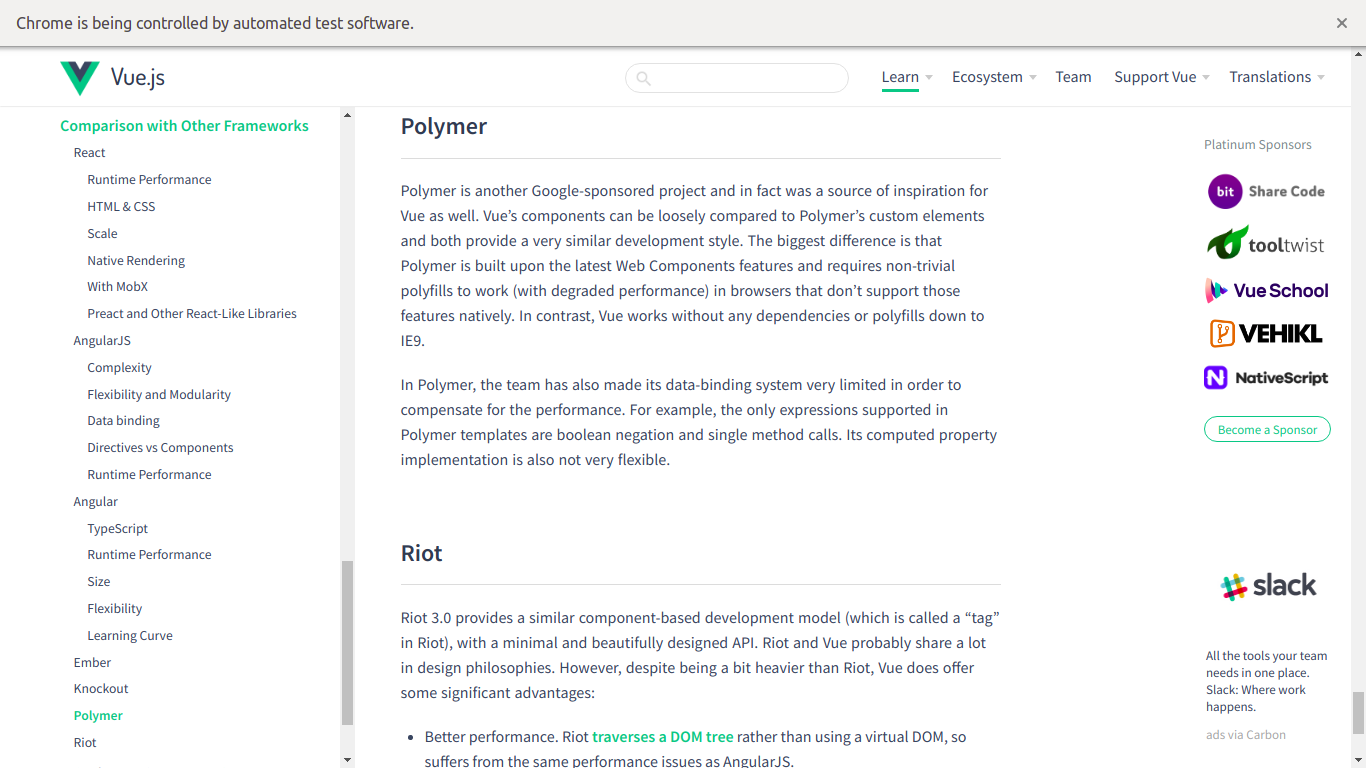 Chrome is being controlled by automated test software.
Vue.js
Learn
Ecosystem
Team
Support Vue
Translations
Comparison with Other Frameworks
React
Runtime Performance
HTML & CSS
Scale
Native Rendering
With MobX
Preact and Other React-Like Libraries
AngularJS
Complexity
Flexibility and Modularity
Data binding
Directives vs Components
Runtime Performance
Angular
TypeScript
Runtime Performance
Size
Flexibility
Learning Curve
Ember
Knockout
Polymer
Riot
Polymer
Polymer is another Google-sponsored project and in fact was a source of inspiration for
Vue as well. Vue’s components can be loosely compared to Polymer’s custom elements
and both provide a very similar development style. The biggest difference is that
Polymer is built upon the latest Web Components features and requires non-trivial
polyfills to work (with degraded performance) in browsers that don’t support those
features natively. In contrast, Vue works without any dependencies or polyfills down to
IE9.
In Polymer, the team has also made its data-binding system very limited in order to
compensate for the performance. For example, the only expressions supported in
Polymer templates are boolean negation and single method calls. Its computed property
implementation is also not very flexible.
Riot
Riot 3.0 provides a similar component-based development model (which is called a “tag”
in Riot), with a minimal and beautifully designed API. Riot and Vue probably share a lot
in design philosophies. However, despite being a bit heavier than Riot, Vue does offer
some significant advantages:
• Better performance. Riot traverses a DOM tree rather than using a virtual DOM, so
suffers from the same performance issues as AngularJS.
Platinum Sponsors
bit Share Code
tooltwist
Vue School
VEHIKL
NativeScript
Become a Sponsor
slack
All the tools your team
needs in one place.
Slack: Where work
happens.
ads via Carbon